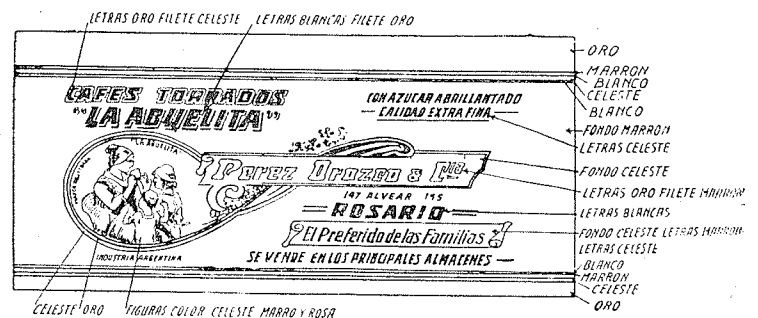 LETRAS ORO FILETE CELESTE
LETRAS BLANCAS FILETE ORO
ORO
MARRON
BLANCO
CELESTE
BLANCO
CAFES TORRADOS
"LA ABUELITA"
CON AZUCAR ABRILLANTADO
— CALIDAD EXTRA FINA —
FONDO MARRON
LETRAS CELESTE
"LA ABUELITA"
Perez Orozco & Cia
FONDO CELESTE
LETRAS ORO FILETE MARRON
147 ALVEAR 195
= ROSARIO =
LETRAS BLANCAS
El Preferido de las Familias
FONDO CELESTE LETRAS MARRON
LETRAS CELESTE
INDUSTRIA ARGENTINA
SE VENDE EN LOS PRINCIPALES ALMACENES —
BLANCO
MARRON
CELESTE
ORO
CELESTE ORO
FIGURAS COLOR CELESTE MARRO Y ROSA